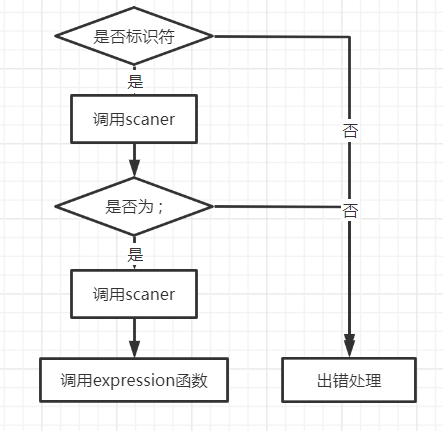 是否标识符
是
调用scaner
否
是否为；
否
是
调用scaner
调用expression函数
出错处理